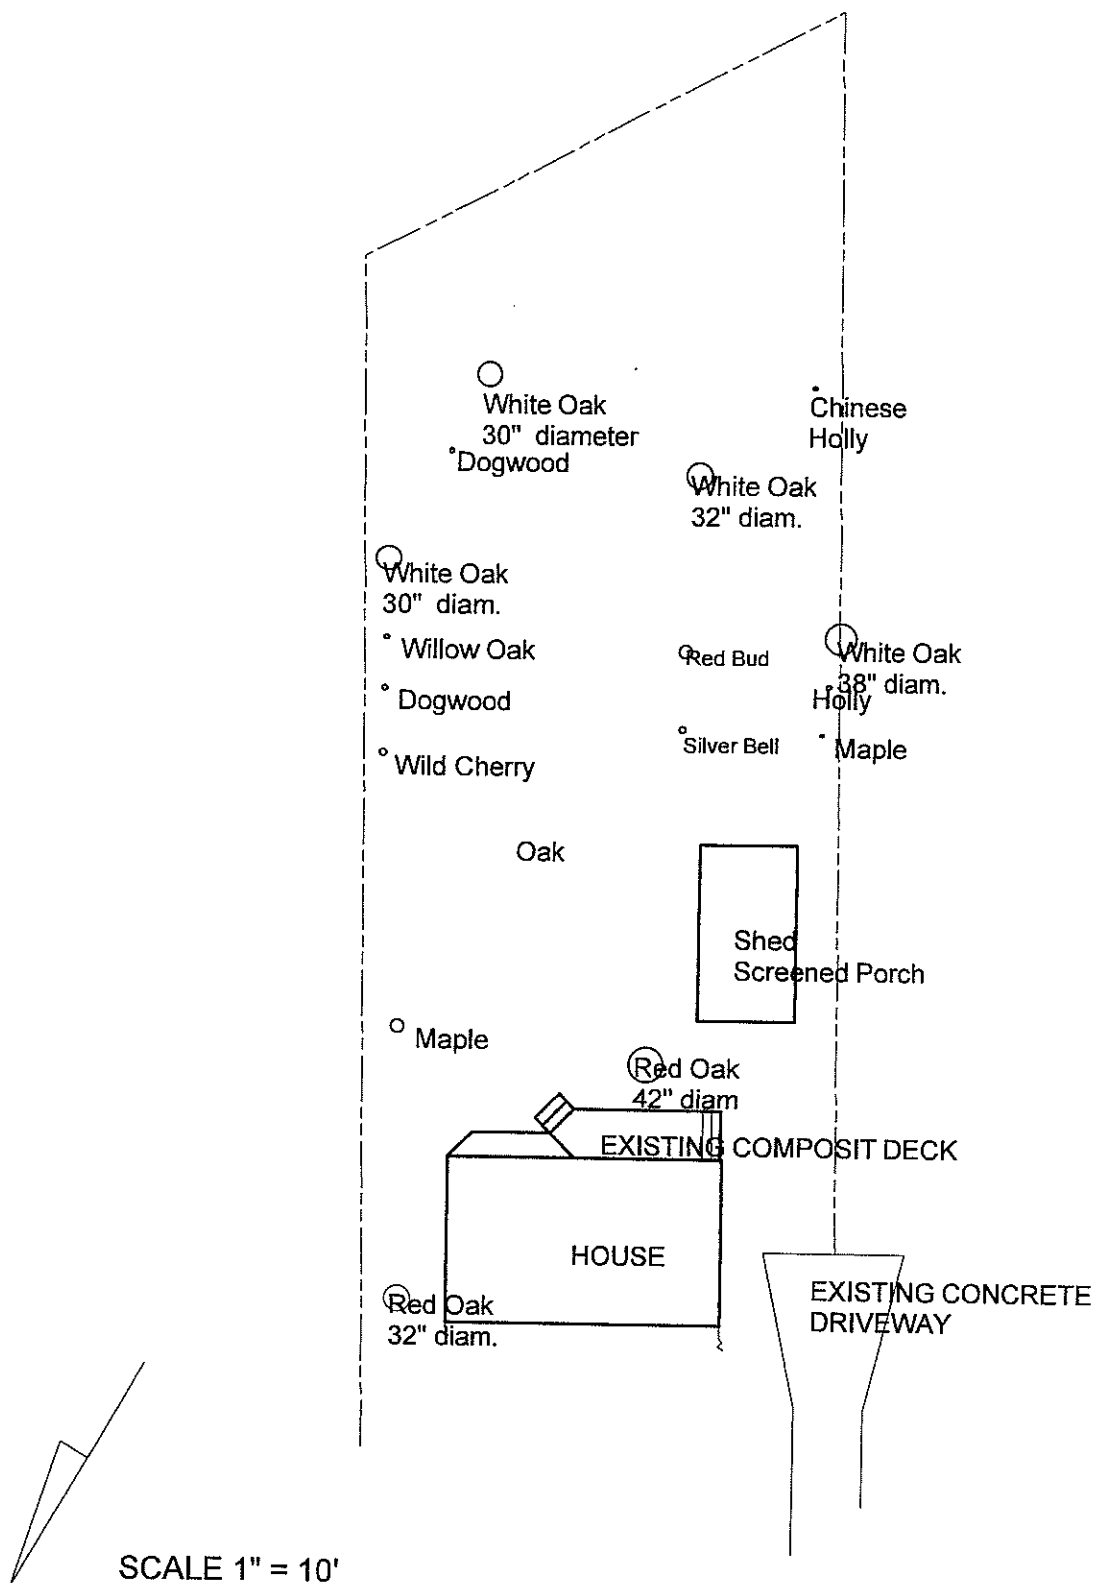 White Oak
30" diameter
Dogwood
Chinese
Holly
White Oak
32" diam.
White Oak
30" diam.
Willow Oak
Dogwood
Wild Cherry
Red Bud
White Oak
38" diam.
Holly
Silver Bell
Maple
Oak
Shed
Screened Porch
Maple
Red Oak
42" diam
EXISTING COMPOSIT DECK
HOUSE
Red Oak
32" diam.
EXISTING CONCRETE
DRIVEWAY
SCALE 1" = 10'